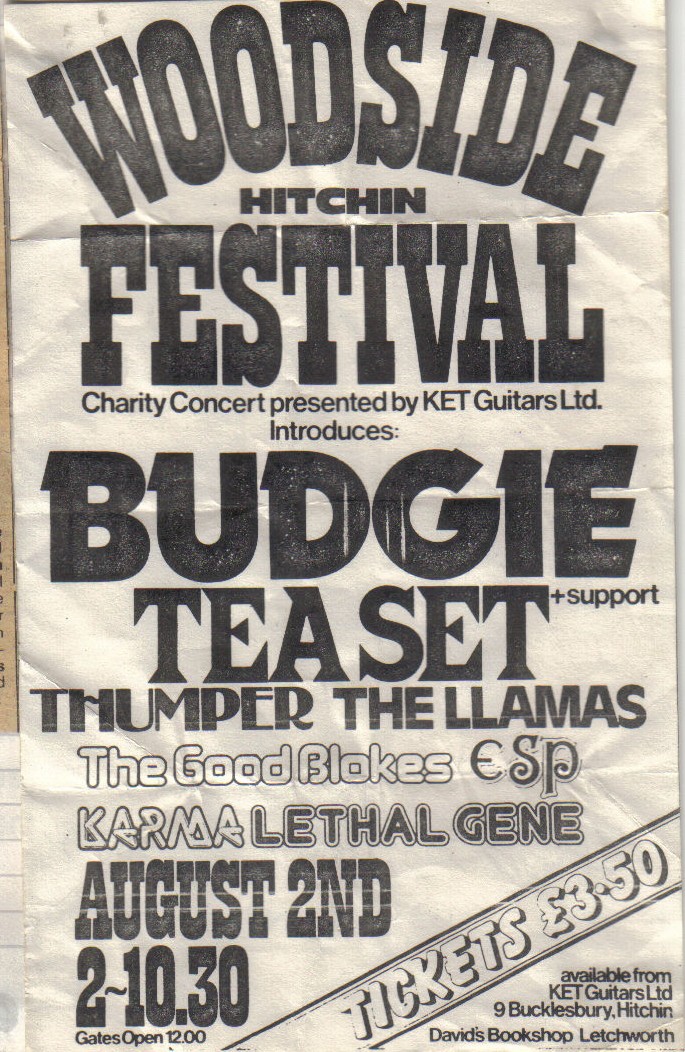 WOODSIDE
HITCHIN
FESTIVAL
Charity Concert presented by KET Guitars Ltd.
Introduces:
BUDGIE
TEA SET +support
THUMPER THE LLAMAS
The Good Blokes ESP
KARMA LETHAL GENE
AUGUST 2ND
2~10.30
Gates Open 12.00
TICKETS £3·50
available from
KET Guitars Ltd
9 Bucklesbury, Hitchin
David's Bookshop Letchworth